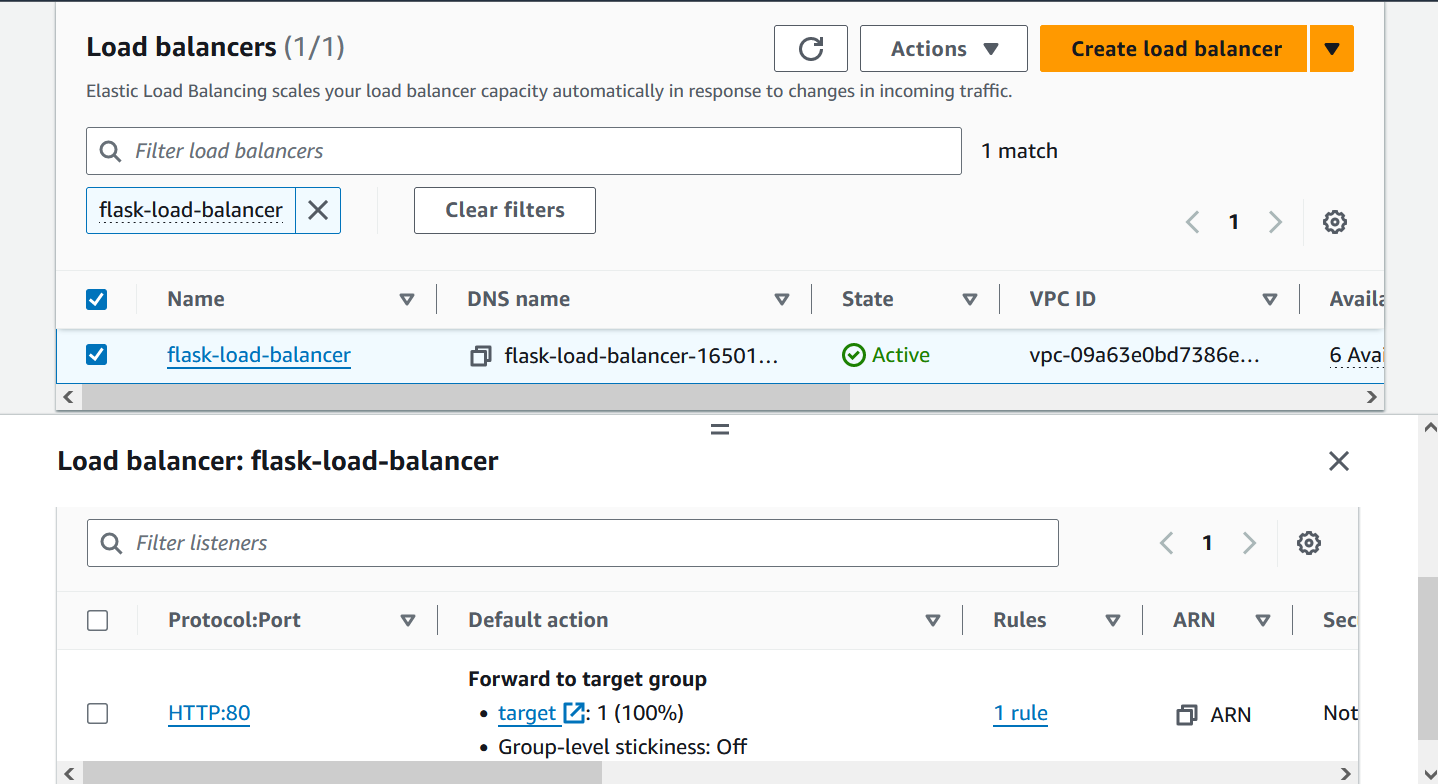 Load balancers (1/1)
Actions
Create load balancer
Elastic Load Balancing scales your load balancer capacity automatically in response to changes in incoming traffic.
Filter load balancers
1 match
flask-load-balancer
Clear filters
1
Name
DNS name
State
VPC ID
Availa
flask-load-balancer
flask-load-balancer-16501...
Active
vpc-09a63e0bd7386e...
6 Avai
Load balancer: flask-load-balancer
Filter listeners
1
Protocol:Port
Default action
Rules
ARN
Sec
HTTP:80
Forward to target group
• target : 1 (100%)
• Group-level stickiness: Off
1 rule
ARN
Not